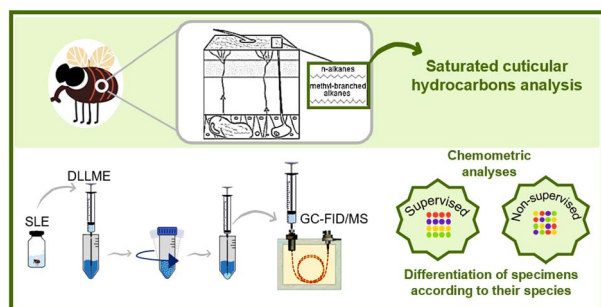 n-alkanes
methyl-branched
alkanes
Saturated cuticular
hydrocarbons analysis
DLLME
SLE
GC-FID/MS
Chemometric
analyses
Supervised
Non-supervised
Differentiation of specimens
according to their species